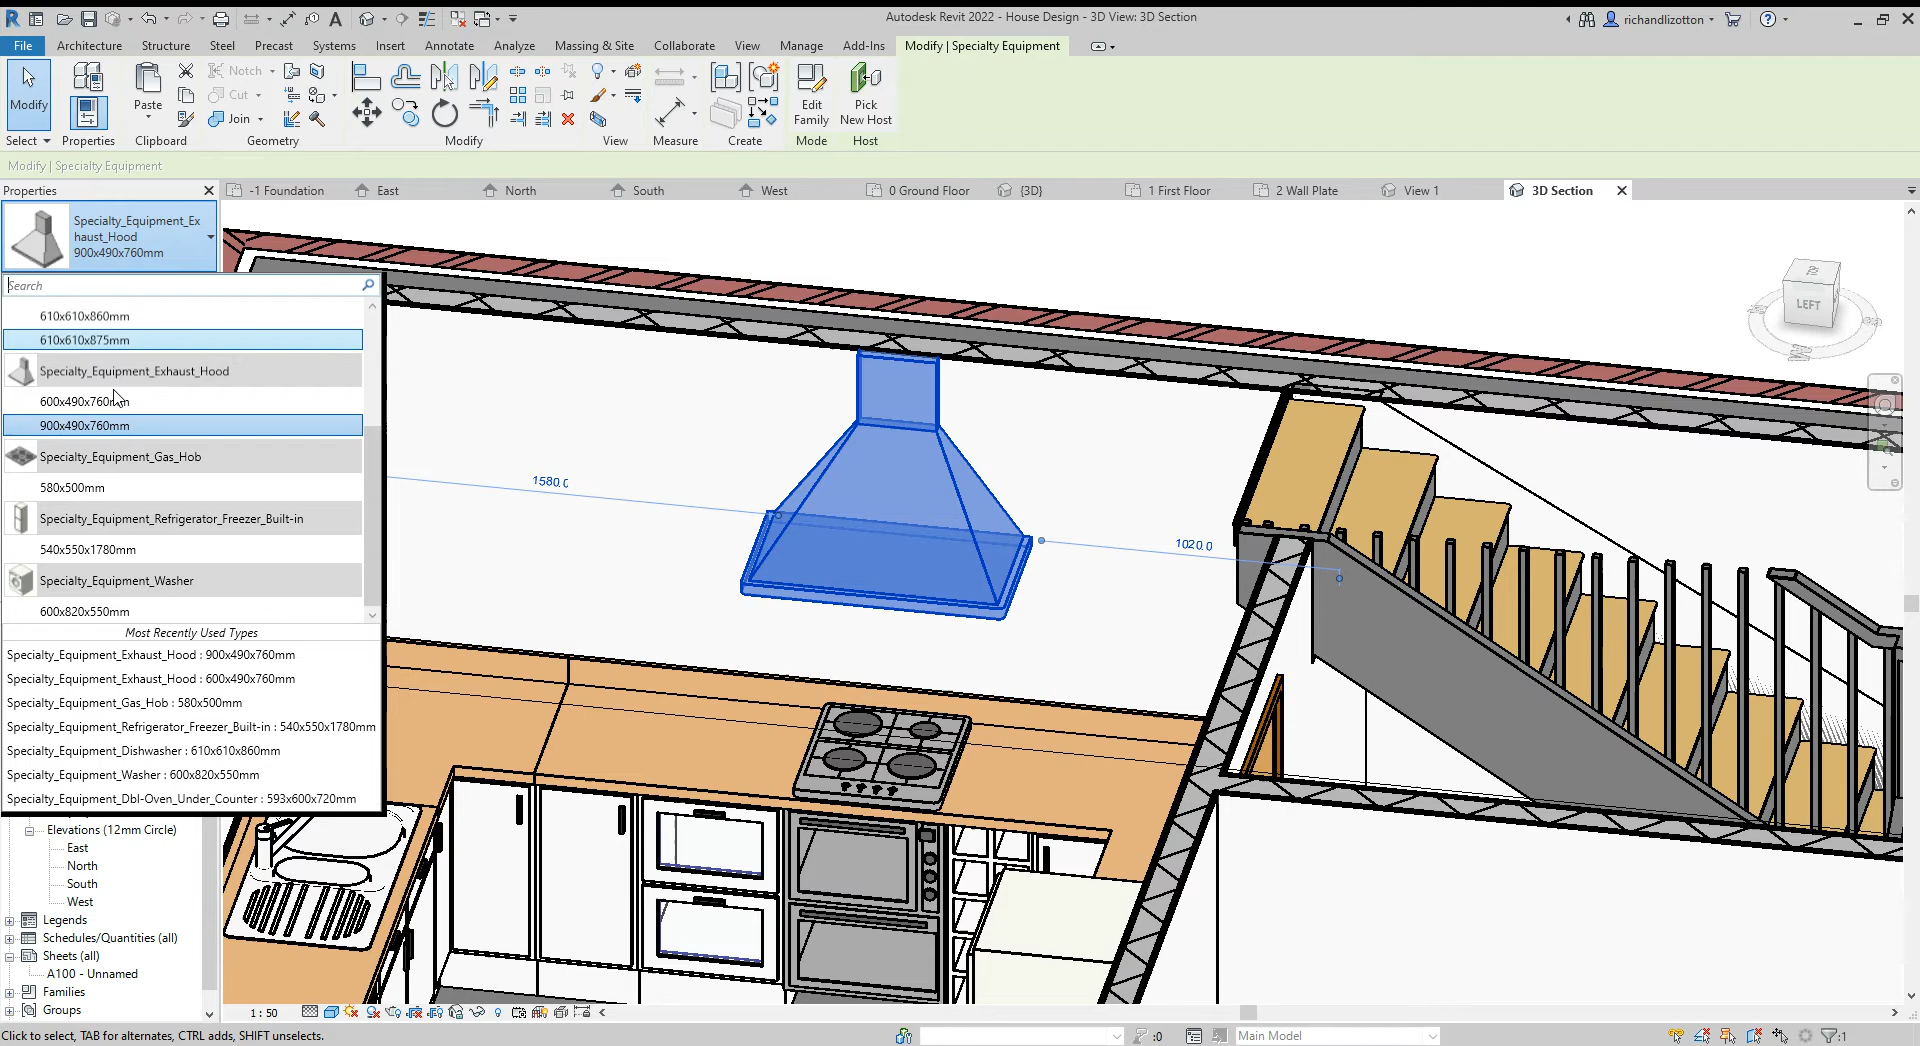 Autodesk Revit 2022 - House Design - 3D View: 3D Section
richandlizotton
File Architecture Structure Steel Precast Systems Insert Annotate Analyze Massing & Site Collaborate View Manage Add-Ins Modify | Specialty Equipment
Notch
Cut
Join
Modify
Paste
Edit Family
Pick New Host
Select Properties Clipboard Geometry Modify View Measure Create Mode Host
Modify | Specialty Equipment
Properties
-1 Foundation East North South West 0 Ground Floor {3D} 1 First Floor 2 Wall Plate View 1 3D Section
Specialty_Equipment_Ex
haust_Hood
900x490x760mm
Search
610x610x860mm
610x610x875mm
Specialty_Equipment_Exhaust_Hood
600x490x760mm
900x490x760mm
Specialty_Equipment_Gas_Hob
580x500mm
Specialty_Equipment_Refrigerator_Freezer_Built-in
540x550x1780mm
Specialty_Equipment_Washer
600x820x550mm
Most Recently Used Types
Specialty_Equipment_Exhaust_Hood : 900x490x760mm
Specialty_Equipment_Exhaust_Hood : 600x490x760mm
Specialty_Equipment_Gas_Hob : 580x500mm
Specialty_Equipment_Refrigerator_Freezer_Built-in : 540x550x1780mm
Specialty_Equipment_Dishwasher : 610x610x860mm
Specialty_Equipment_Washer : 600x820x550mm
Specialty_Equipment_Dbl-Oven_Under_Counter : 593x600x720mm
Elevations (12mm Circle)
East
North
South
West
Legends
Schedules/Quantities (all)
Sheets (all)
A100 - Unnamed
Families
Groups
1580.0
1020.0
LEFT
W
1 : 50
Click to select, TAB for alternates, CTRL adds, SHIFT unselects.
:0
Main Model
:1